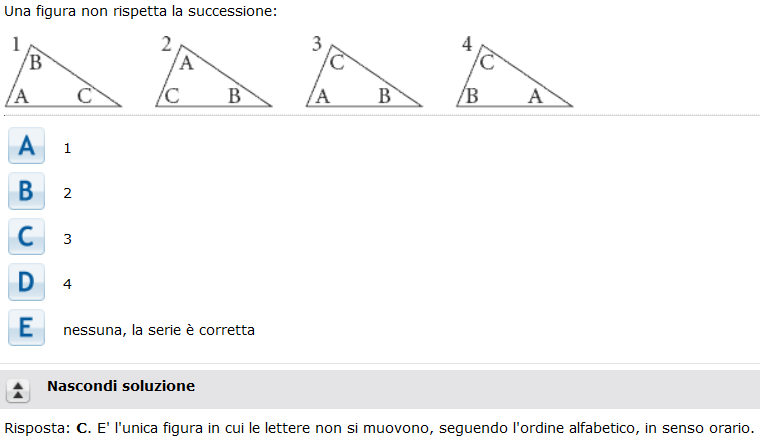 Una figura non rispetta la successione:
1 2 3 4
B A C C
A C C B A B B A
A 1
B 2
C 3
D 4
E nessuna, la serie è corretta
Nascondi soluzione
Risposta: C. E' l'unica figura in cui le lettere non si muovono, seguendo l'ordine alfabetico, in senso orario.